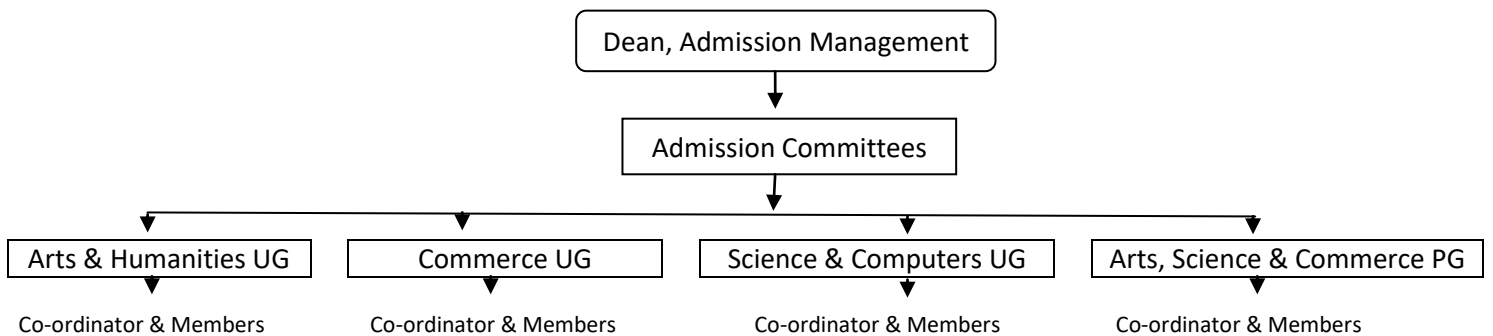 Dean, Admission Management
Admission Committees
Arts & Humanities UG
Commerce UG
Science & Computers UG
Arts, Science & Commerce PG
Co-ordinator & Members
Co-ordinator & Members
Co-ordinator & Members
Co-ordinator & Members